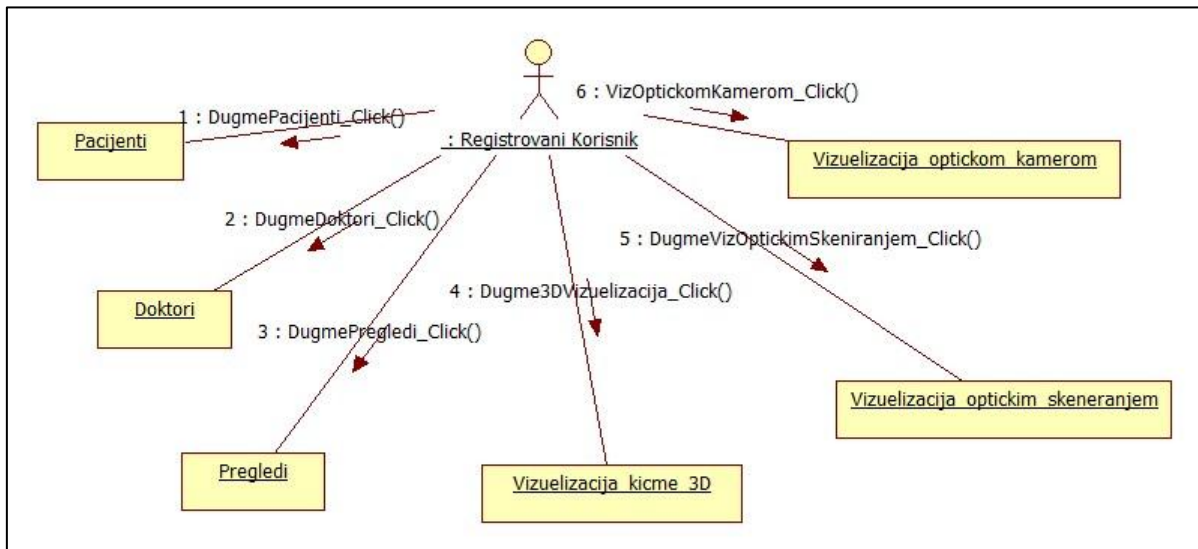 6 : VizOptickomKamerom_Click()
1 : DugmePacijenti_Click()
Pacijenti
: Registrovani Korisnik
Vizuelizacija_optickom_kamerom
2 : DugmeDoktori_Click()
5 : DugmeVizOptickimSkeniranjem_Click()
Doktori
4 : Dugme3DVizuelizacija_Click()
3 : DugmePregledi_Click()
Vizuelizacija_optickim_skeneranjem
Pregledi
Vizuelizacija_kicme_3D